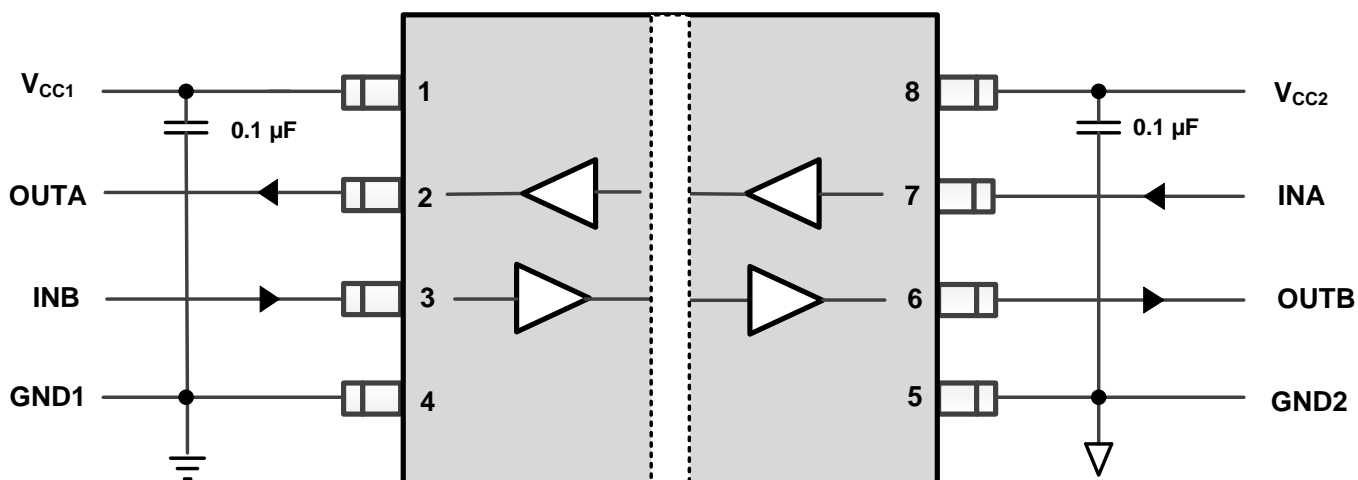 VCC1
1
8
VCC2
0.1 µF
0.1 µF
OUTA
2
7
INA
INB
3
6
OUTB
GND1
4
5
GND2